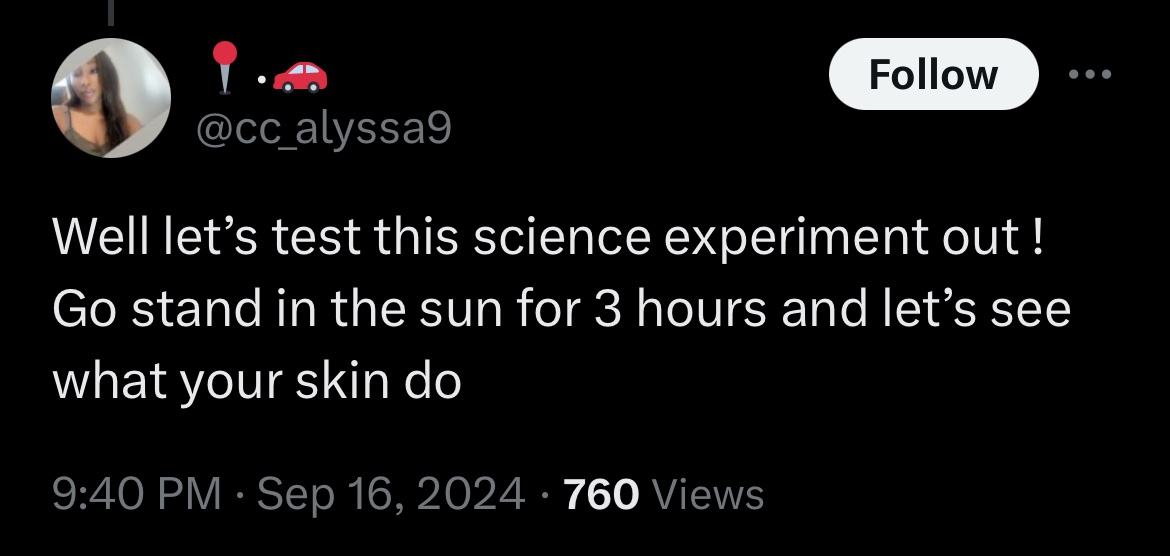 📍.🚗
Follow
@cc_alyssa9
Well let’s test this science experiment out !
Go stand in the sun for 3 hours and let’s see
what your skin do
9:40 PM · Sep 16, 2024 · 760 Views